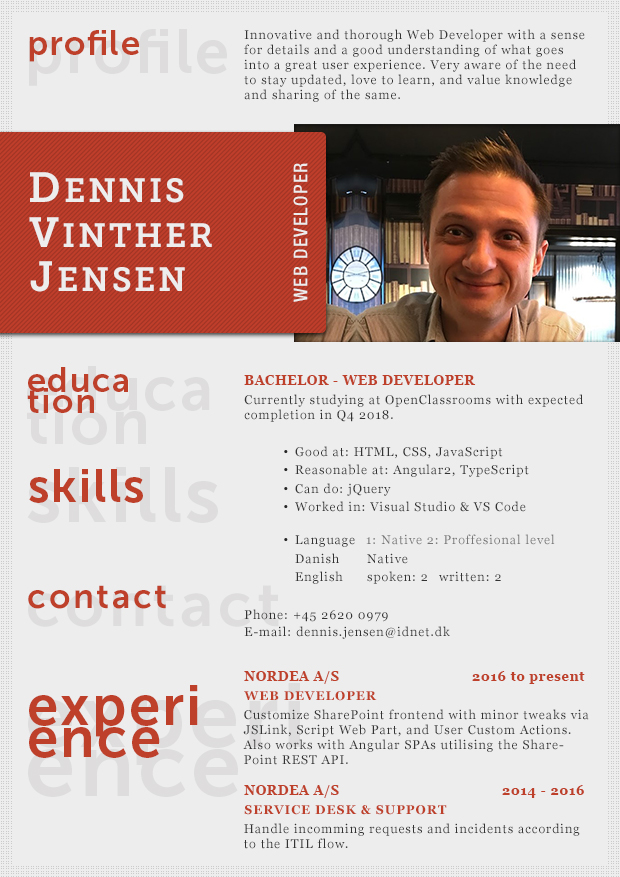 profile
Innovative and thorough Web Developer with a sense
for details and a good understanding of what goes
into a great user experience. Very aware of the need
to stay updated, love to learn, and value knowledge
and sharing of the same.
DENNIS
VINTHER
JENSEN
WEB DEVELOPER
educa
tion
BACHELOR - WEB DEVELOPER
Currently studying at OpenClassrooms with expected
completion in Q4 2018.
skills
• Good at: HTML, CSS, JavaScript
• Reasonable at: Angular2, TypeScript
• Can do: jQuery
• Worked in: Visual Studio & VS Code
• Language 1: Native 2: Proffesional level
Danish Native
English spoken: 2 written: 2
contact
Phone: +45 2620 0979
E-mail: dennis.jensen@idnet.dk
experi
ence
NORDEA A/S 2016 to present
WEB DEVELOPER
Customize SharePoint frontend with minor tweaks via
JSLink, Script Web Part, and User Custom Actions.
Also works with Angular SPAs utilising the Share-
Point REST API.
NORDEA A/S 2014 - 2016
SERVICE DESK & SUPPORT
Handle incomming requests and incidents according
to the ITIL flow.